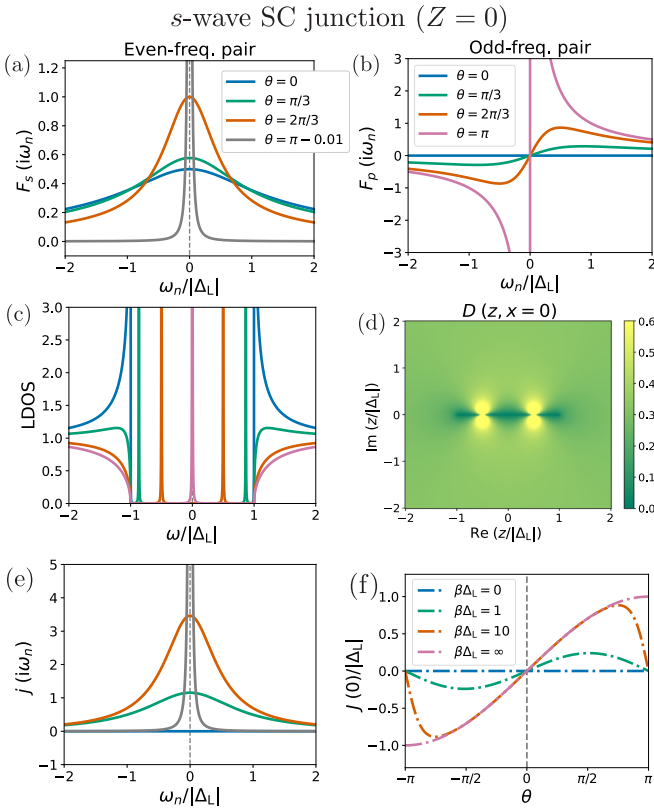 s-wave SC junction (Z = 0)
(a)
Even-freq. pair
F_s (iω_n)
1.2
1.0
0.8
0.6
0.4
0.2
0.0
θ = 0
θ = π/3
θ = 2π/3
θ = π − 0.01
−2 −1 0 1 2
ω_n/|Δ_L|
(b)
Odd-freq. pair
F_p (iω_n)
3
2
1
0
−1
−2
−3
θ = 0
θ = π/3
θ = 2π/3
θ = π
−2 −1 0 1 2
ω_n/|Δ_L|
(c)
LDOS
3.0
2.5
2.0
1.5
1.0
0.5
0.0
−2 −1 0 1 2
ω/|Δ_L|
(d)
D (z, x = 0)
Im (z/|Δ_L|)
2
1
0
−1
−2
−2 −1 0 1 2
Re (z/|Δ_L|)
0.6
0.5
0.4
0.3
0.2
0.1
0.0
(e)
j (iω_n)
5
4
3
2
1
0
−1
−2 −1 0 1 2
ω_n/|Δ_L|
(f)
J (0)/|Δ_L|
1.0
0.5
0.0
−0.5
−1.0
βΔ_L = 0
βΔ_L = 1
βΔ_L = 10
βΔ_L = ∞
−π −π/2 0 π/2 π
θ